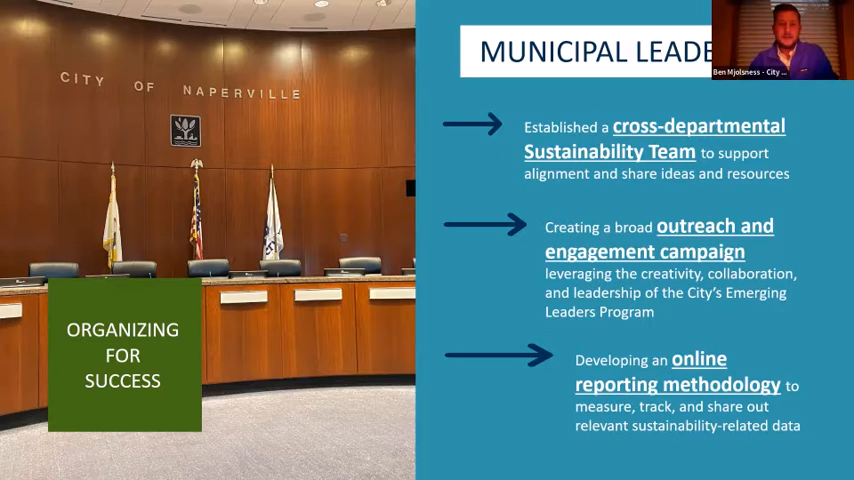 CITY OF NAPERVILLE
ORGANIZING
FOR
SUCCESS
MUNICIPAL LEADE
Ben Mjolsness - City ...
Established a cross-departmental
Sustainability Team to support
alignment and share ideas and resources
Creating a broad outreach and
engagement campaign
leveraging the creativity, collaboration,
and leadership of the City's Emerging
Leaders Program
Developing an online
reporting methodology to
measure, track, and share out
relevant sustainability-related data